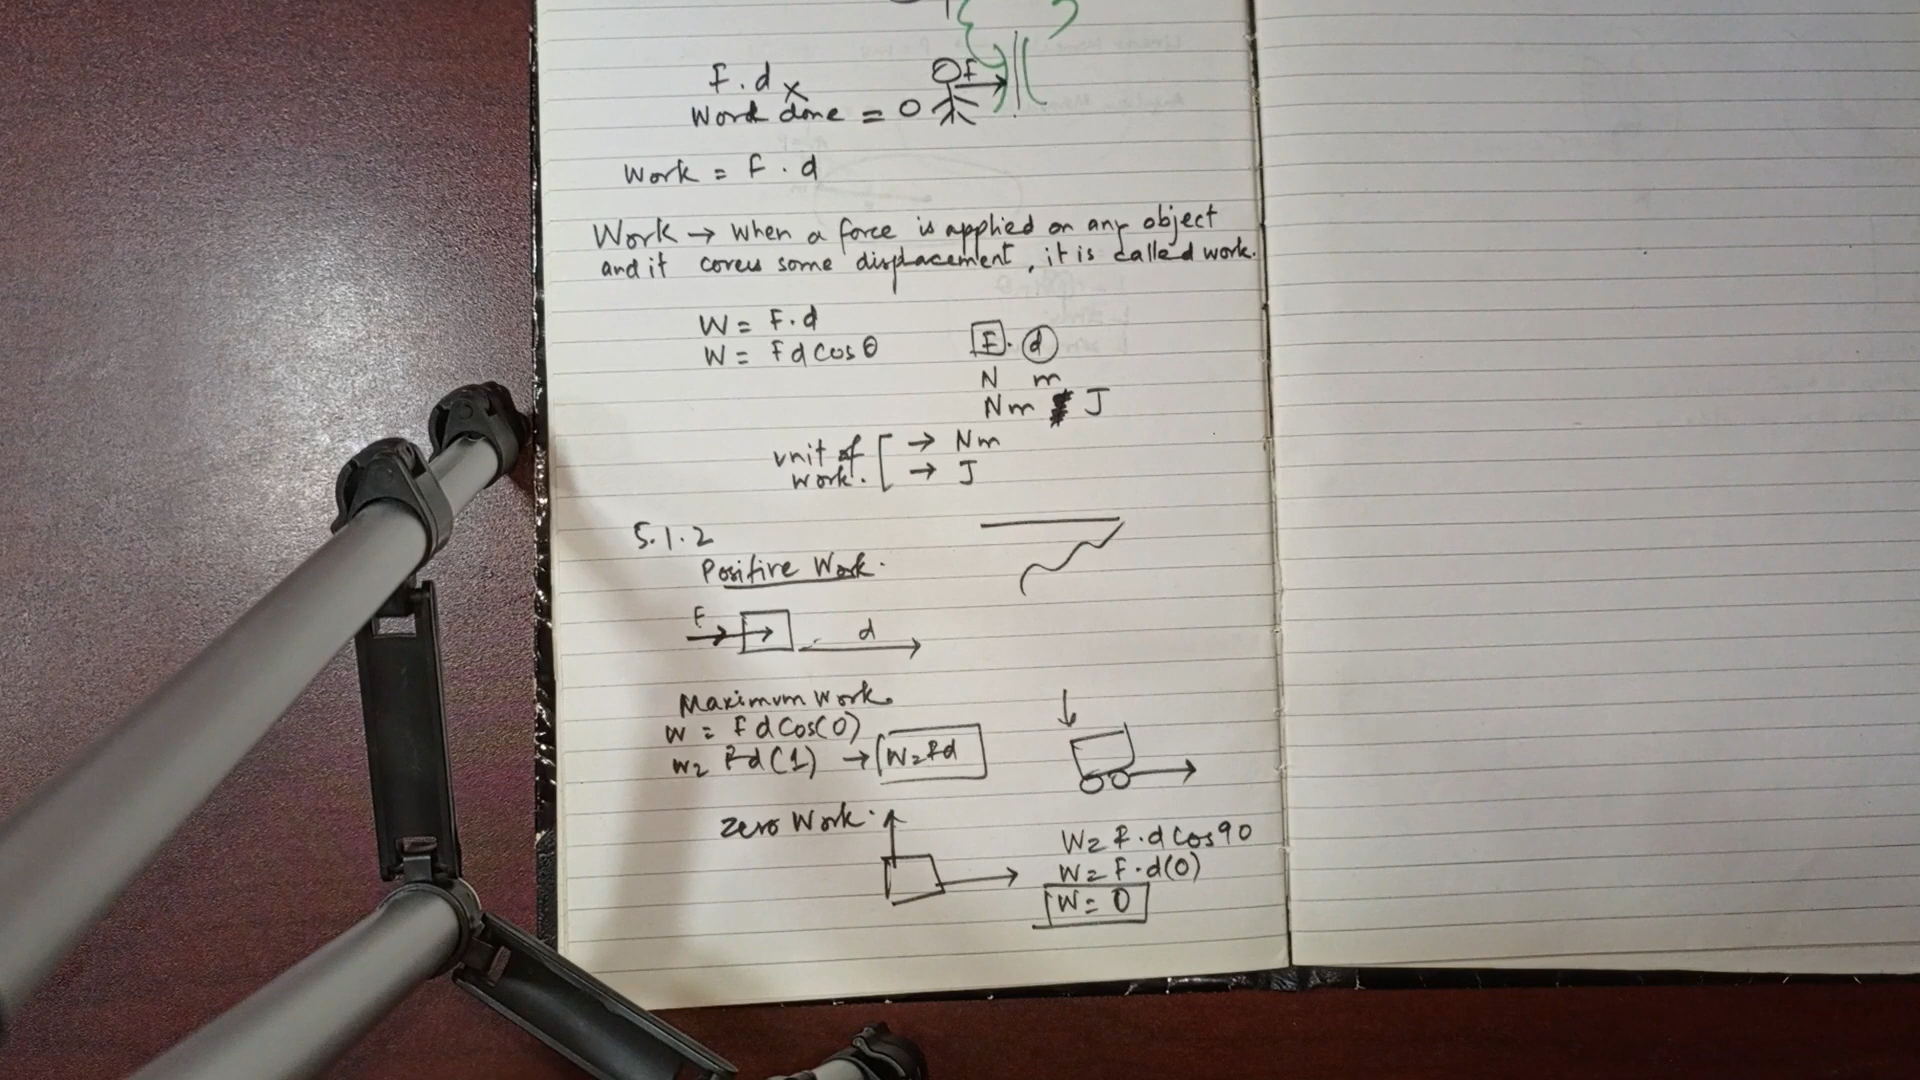 F.d x
F
Work done = 0
Work = F . d
Work → When a force is applied on any object
and it covers some displacement, it is called work.
W = F.d
W = Fd Cos θ
F . d
N m
Nm J
unit of work. → Nm
→ J
5.1.2
Positive Work.
F
d
Maximum Work
W = Fd Cos(0)
W = Fd(1) → W = Fd
Zero Work.
W = F.d Cos 90
W = F.d(0)
W = 0